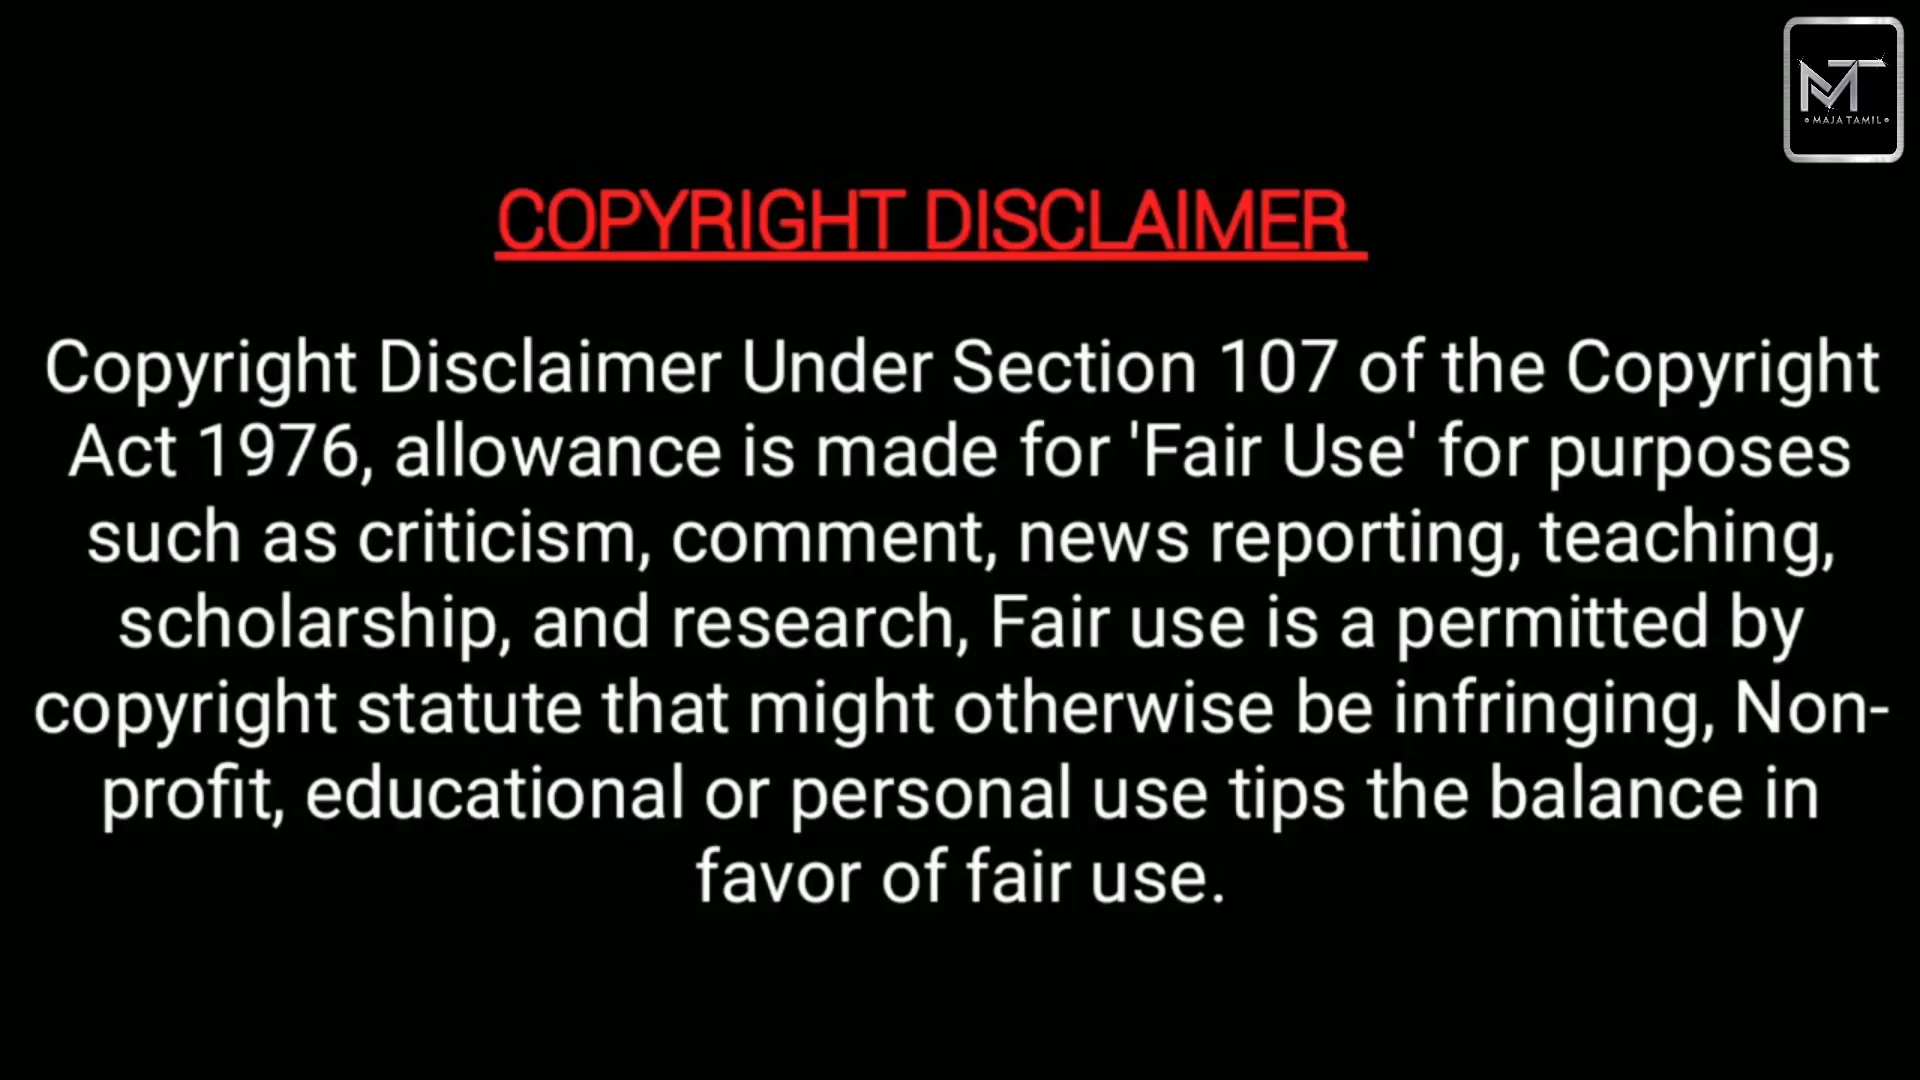 MT
• MAJA TAMIL •
COPYRIGHT DISCLAIMER
Copyright Disclaimer Under Section 107 of the Copyright
Act 1976, allowance is made for 'Fair Use' for purposes
such as criticism, comment, news reporting, teaching,
scholarship, and research, Fair use is a permitted by
copyright statute that might otherwise be infringing, Non-
profit, educational or personal use tips the balance in
favor of fair use.